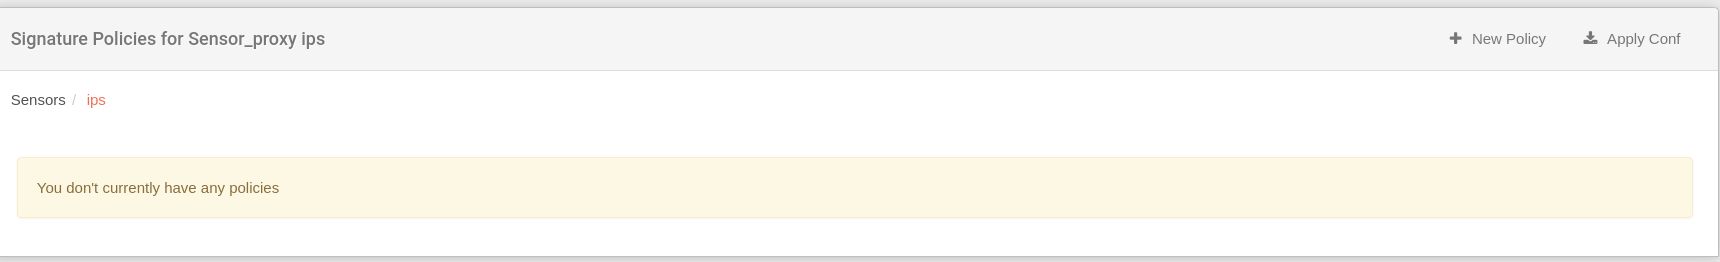 Signature Policies for Sensor_proxy ips
New Policy
Apply Conf
Sensors / ips
You don't currently have any policies